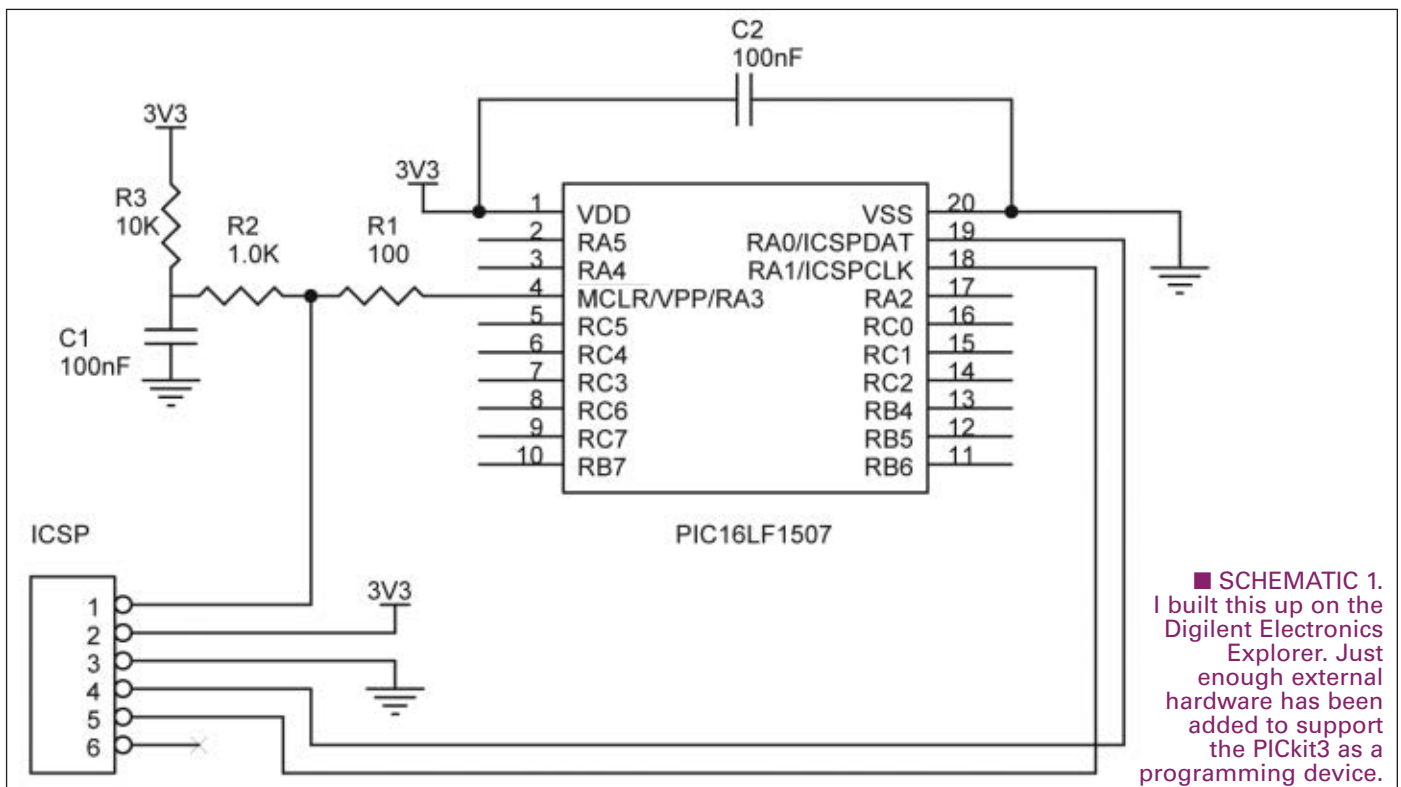 C2
100nF
3V3
3V3
R3
10K
R2
1.0K
R1
100
C1
100nF
1 VDD
2 RA5
3 RA4
4 MCLR/VPP/RA3
5 RC5
6 RC4
7 RC3
8 RC6
9 RC7
10 RB7
VSS 20
RA0/ICSPDAT 19
RA1/ICSPCLK 18
RA2 17
RC0 16
RC1 15
RC2 14
RB4 13
RB5 12
RB6 11
PIC16LF1507
ICSP
1
2
3
4
5
6
3V3
■ SCHEMATIC 1.
I built this up on the
Digilent Electronics
Explorer. Just
enough external
hardware has been
added to support
the PICkit3 as a
programming device.